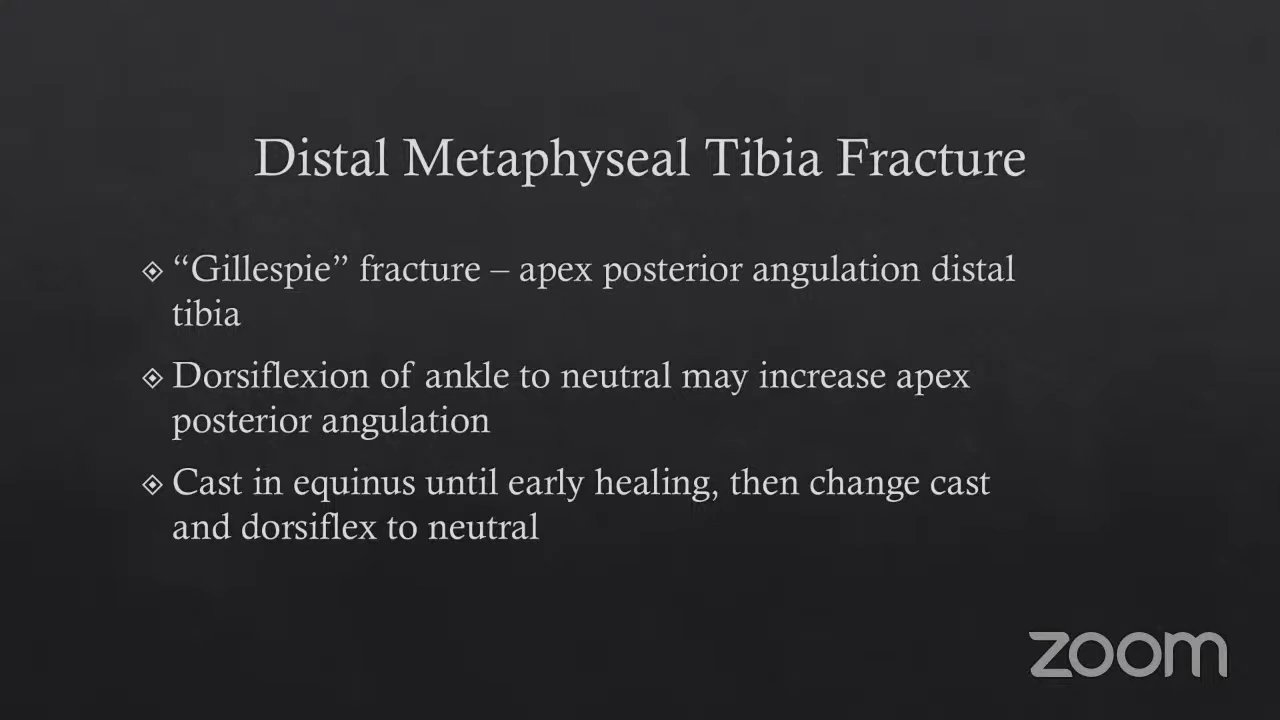 Distal Metaphyseal Tibia Fracture
“Gillespie” fracture – apex posterior angulation distal
tibia
Dorsiflexion of ankle to neutral may increase apex
posterior angulation
Cast in equinus until early healing, then change cast
and dorsiflex to neutral
zoom